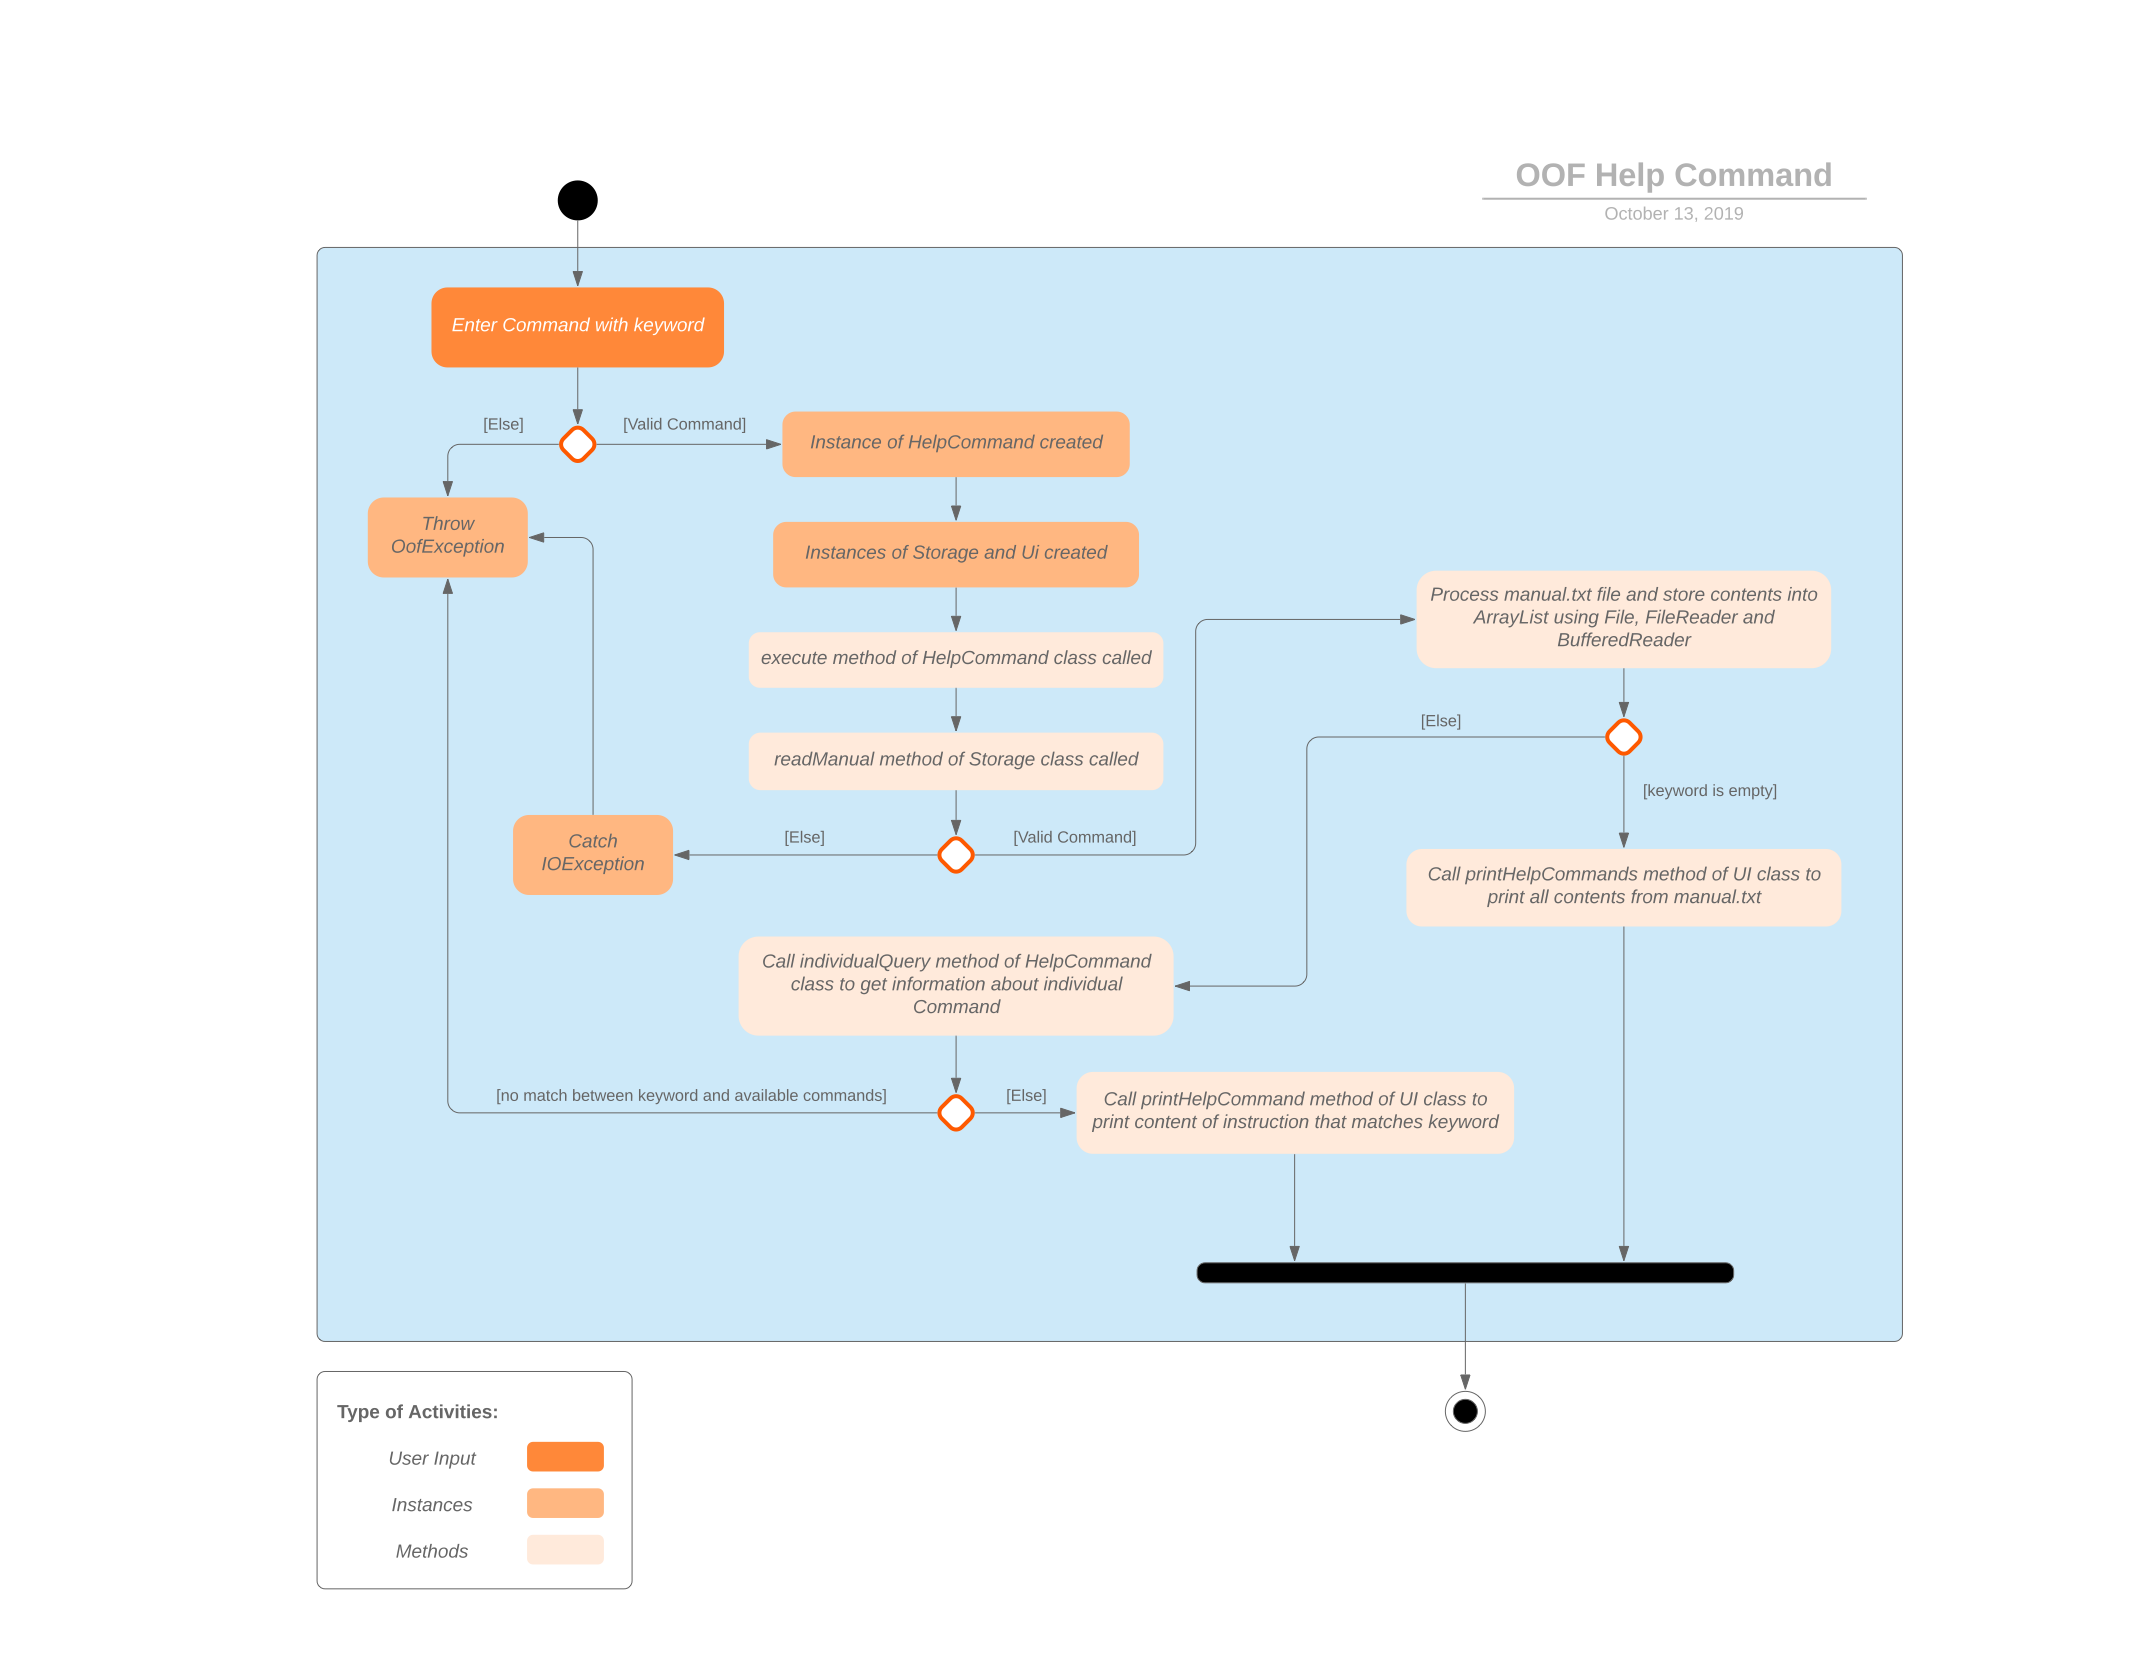 OOF Help Command
October 13, 2019
Enter Command with keyword
[Else]
[Valid Command]
Instance of HelpCommand created
Throw
OofException
Instances of Storage and Ui created
Process manual.txt file and store contents into
ArrayList using File, FileReader and
BufferedReader
execute method of HelpCommand class called
[Else]
readManual method of Storage class called
[keyword is empty]
Catch
IOException
[Else]
[Valid Command]
Call printHelpCommands method of UI class to
print all contents from manual.txt
Call individualQuery method of HelpCommand
class to get information about individual
Command
[no match between keyword and available commands]
[Else]
Call printHelpCommand method of UI class to
print content of instruction that matches keyword
Type of Activities:
User Input
Instances
Methods